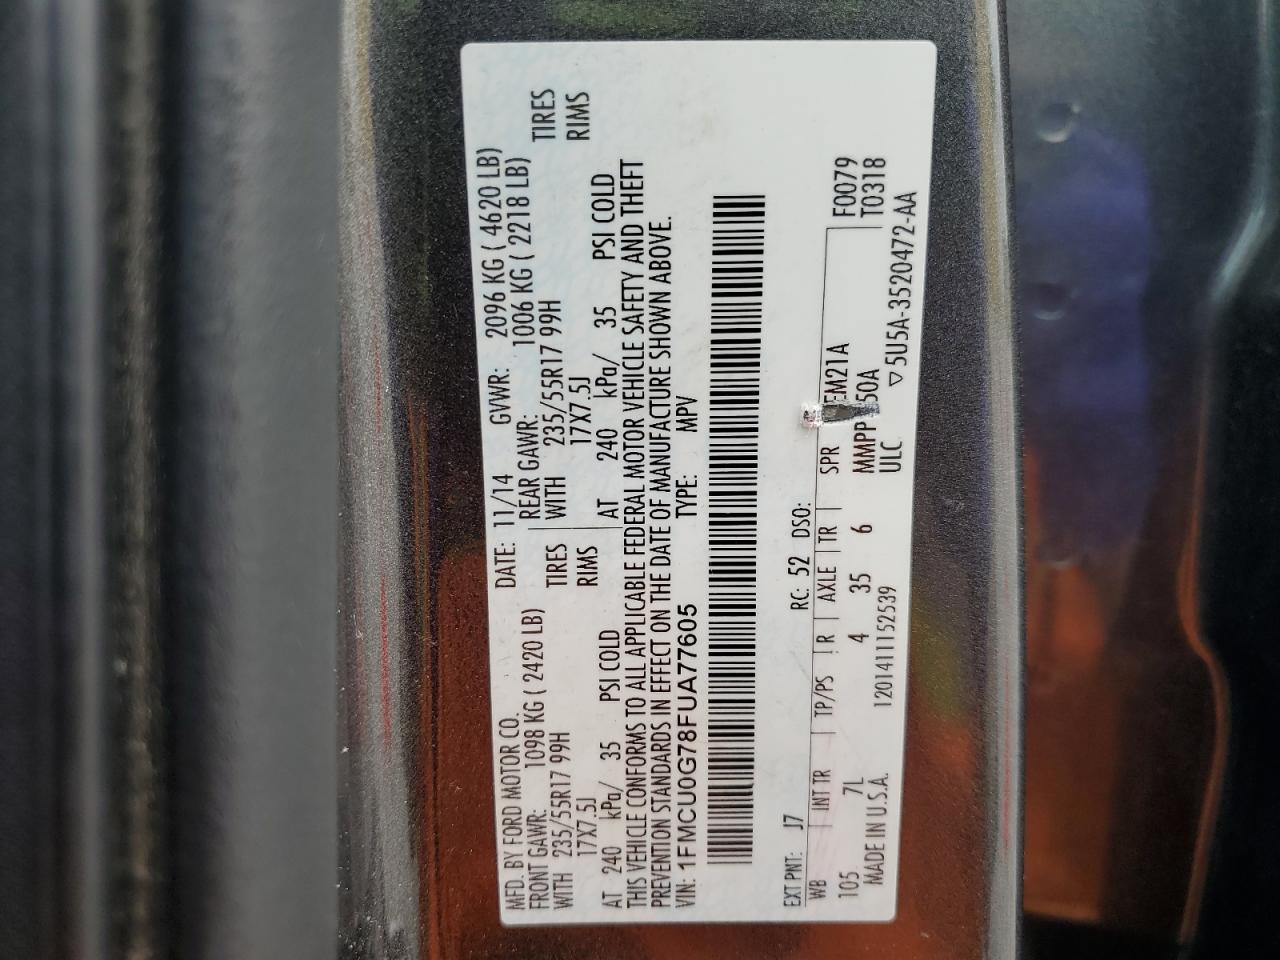 MFD. BY FORD MOTOR CO.
DATE: 11/14 GVWR: 2096 KG ( 4620 LB)
FRONT GAWR: 1098 KG ( 2420 LB) REAR GAWR: 1006 KG ( 2218 LB)
WITH 235/55R17 99H TIRES WITH 235/55R17 99H TIRES
17X7.5J RIMS 17X7.5J RIMS
AT 240 kPa/ 35 PSI COLD AT 240 kPa/ 35 PSI COLD
THIS VEHICLE CONFORMS TO ALL APPLICABLE FEDERAL MOTOR VEHICLE SAFETY AND THEFT
PREVENTION STANDARDS IN EFFECT ON THE DATE OF MANUFACTURE SHOWN ABOVE.
VIN: 1FMCU0G78FUA77605 TYPE: MPV
EXT PNT: J7 RC: 52 DSO:
WB INT TR TP/PS R AXLE TR SPR EM21A F0079
105 7L 4 35 6 MMPP 50A T0318
MADE IN U.S.A. 1201411152539 ULC ▽5U5A-3520472-AA